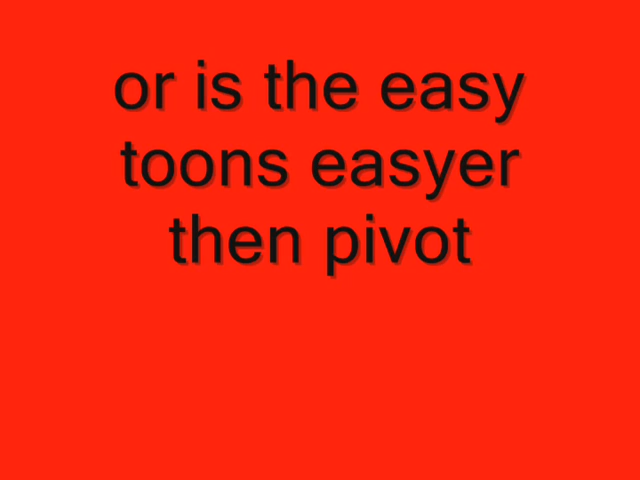 or is the easy
toons easyer
then pivot